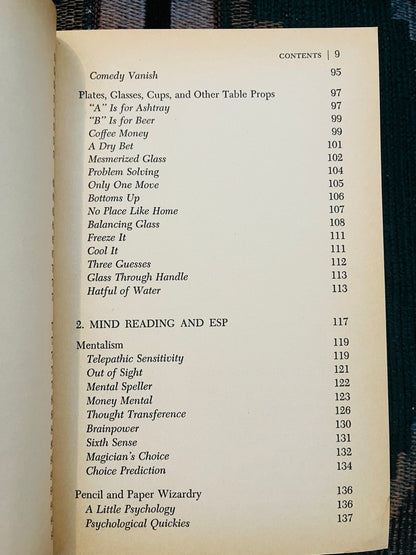 CONTENTS | 9
Comedy Vanish 95
Plates, Glasses, Cups, and Other Table Props 97
"A" Is for Ashtray 97
"B" Is for Beer 99
Coffee Money 99
A Dry Bet 101
Mesmerized Glass 102
Problem Solving 104
Only One Move 105
Bottoms Up 106
No Place Like Home 107
Balancing Glass 108
Freeze It 111
Cool It 111
Three Guesses 112
Glass Through Handle 113
Hatful of Water 113
2. MIND READING AND ESP 117
Mentalism 119
Telepathic Sensitivity 119
Out of Sight 121
Mental Speller 122
Money Mental 123
Thought Transference 126
Brainpower 130
Sixth Sense 131
Magician's Choice 132
Choice Prediction 134
Pencil and Paper Wizardry 136
A Little Psychology 136
Psychological Quickies 137